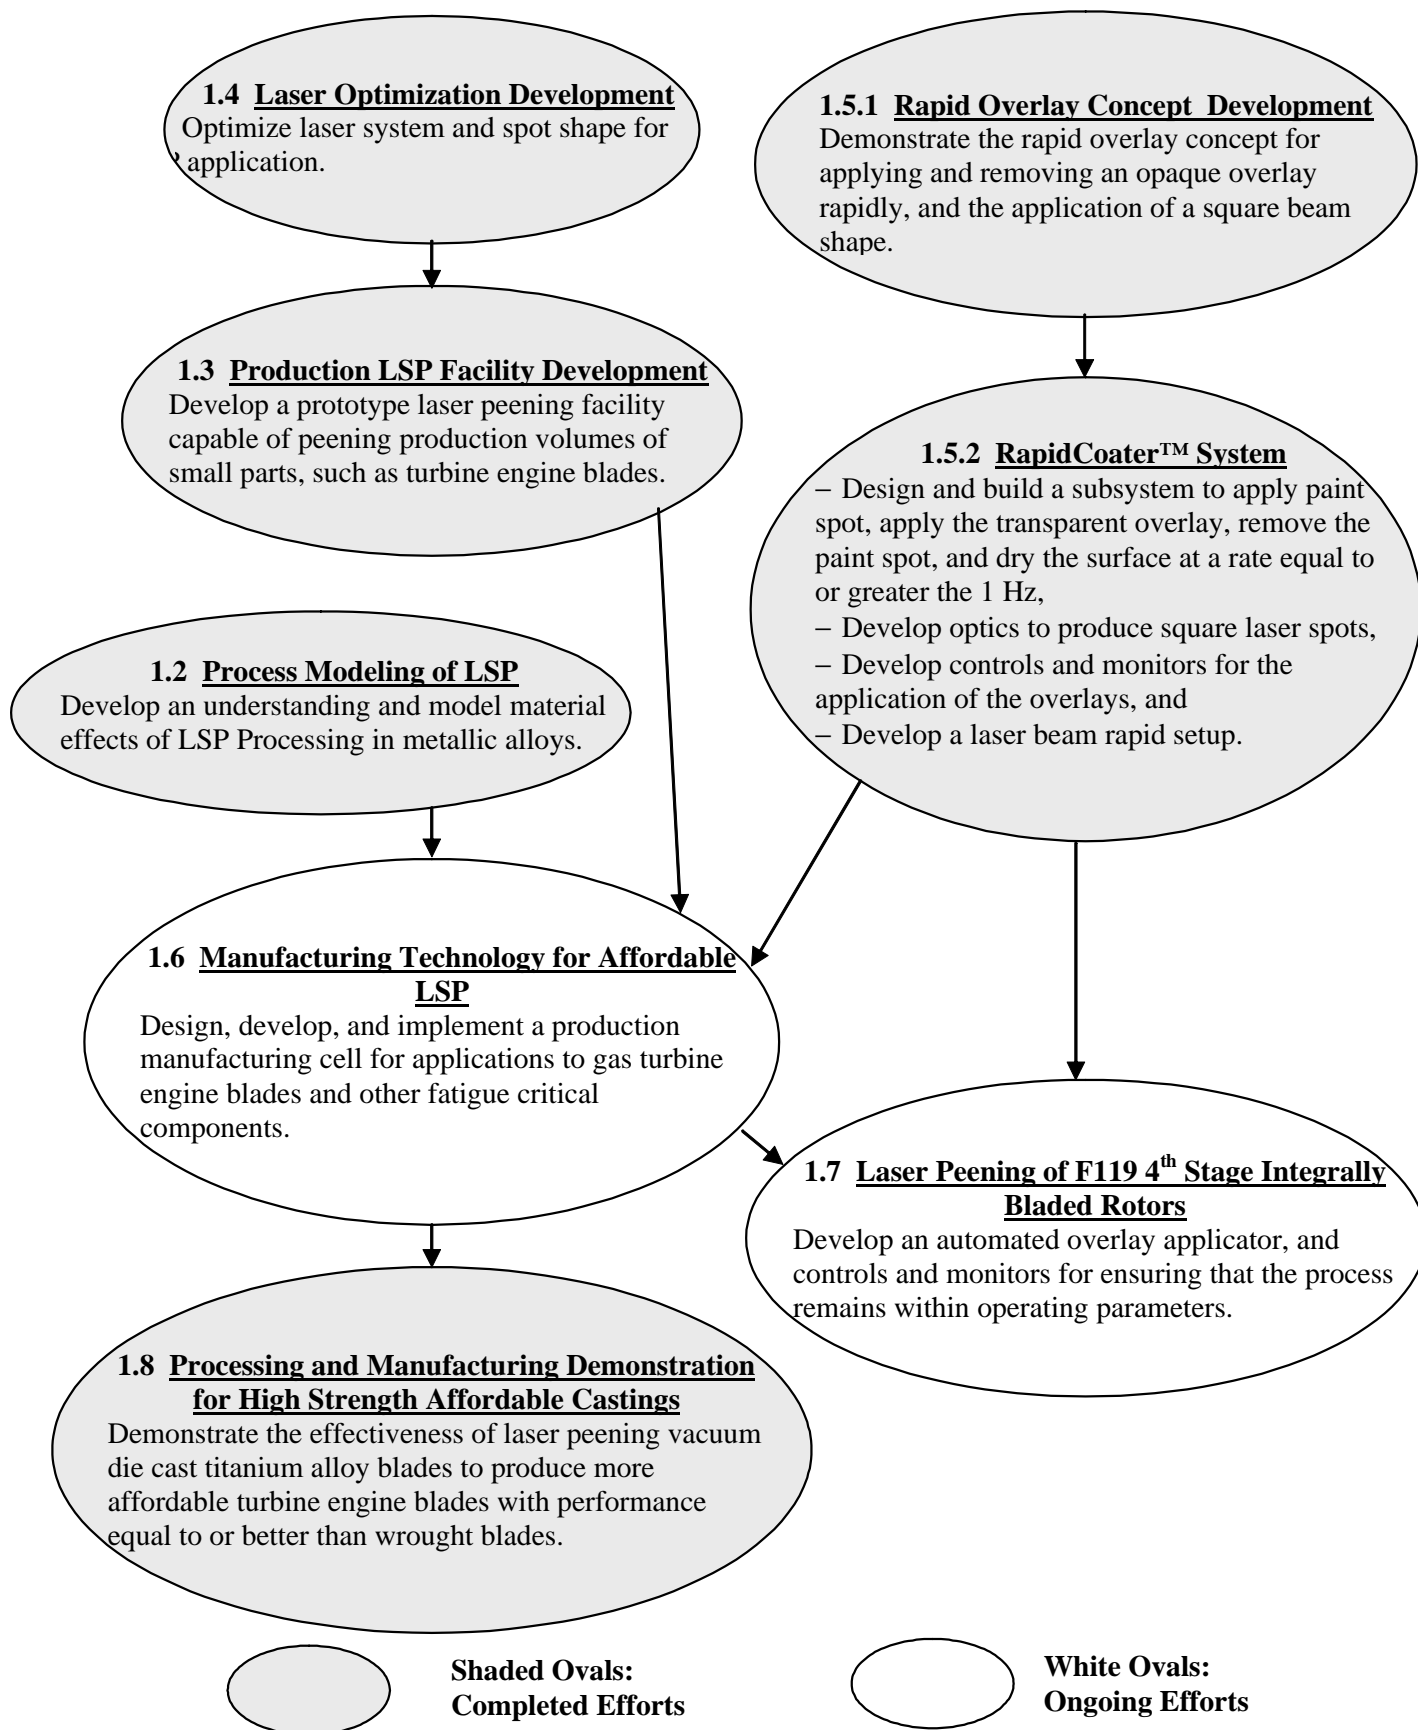 1.4 Laser Optimization Development
Optimize laser system and spot shape for
application.
1.5.1 Rapid Overlay Concept Development
Demonstrate the rapid overlay concept for
applying and removing an opaque overlay
rapidly, and the application of a square beam
shape.
1.3 Production LSP Facility Development
Develop a prototype laser peening facility
capable of peening production volumes of
small parts, such as turbine engine blades.
1.5.2 RapidCoater™ System
– Design and build a subsystem to apply paint
spot, apply the transparent overlay, remove the
paint spot, and dry the surface at a rate equal to
or greater the 1 Hz,
– Develop optics to produce square laser spots,
– Develop controls and monitors for the
application of the overlays, and
– Develop a laser beam rapid setup.
1.2 Process Modeling of LSP
Develop an understanding and model material
effects of LSP Processing in metallic alloys.
1.6 Manufacturing Technology for Affordable
LSP
Design, develop, and implement a production
manufacturing cell for applications to gas turbine
engine blades and other fatigue critical
components.
1.7 Laser Peening of F119 4th Stage Integrally
Bladed Rotors
Develop an automated overlay applicator, and
controls and monitors for ensuring that the process
remains within operating parameters.
1.8 Processing and Manufacturing Demonstration
for High Strength Affordable Castings
Demonstrate the effectiveness of laser peening vacuum
die cast titanium alloy blades to produce more
affordable turbine engine blades with performance
equal to or better than wrought blades.
Shaded Ovals:
Completed Efforts
White Ovals:
Ongoing Efforts